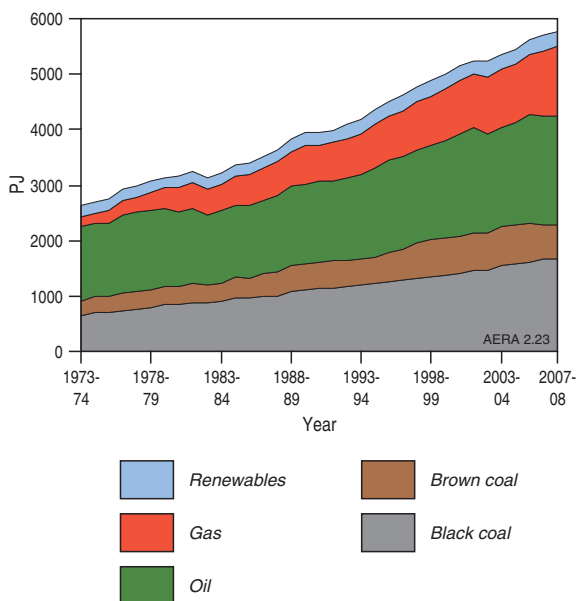 6000
5000
4000
3000
2000
1000
0
PJ
AERA 2.23
1973-
74
1978-
79
1983-
84
1988-
89
1993-
94
1998-
99
2003-
04
2007-
08
Year
Renewables
Brown coal
Gas
Black coal
Oil